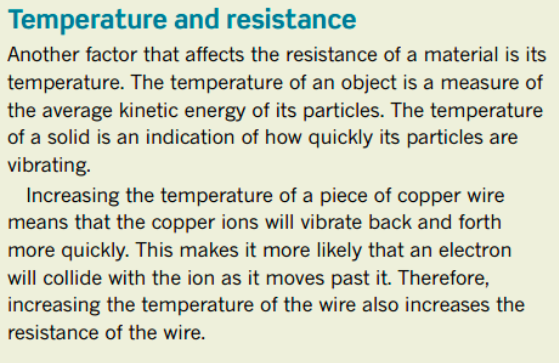 Temperature and resistance
Another factor that affects the resistance of a material is its
temperature. The temperature of an object is a measure of
the average kinetic energy of its particles. The temperature
of a solid is an indication of how quickly its particles are
vibrating.
Increasing the temperature of a piece of copper wire
means that the copper ions will vibrate back and forth
more quickly. This makes it more likely that an electron
will collide with the ion as it moves past it. Therefore,
increasing the temperature of the wire also increases the
resistance of the wire.